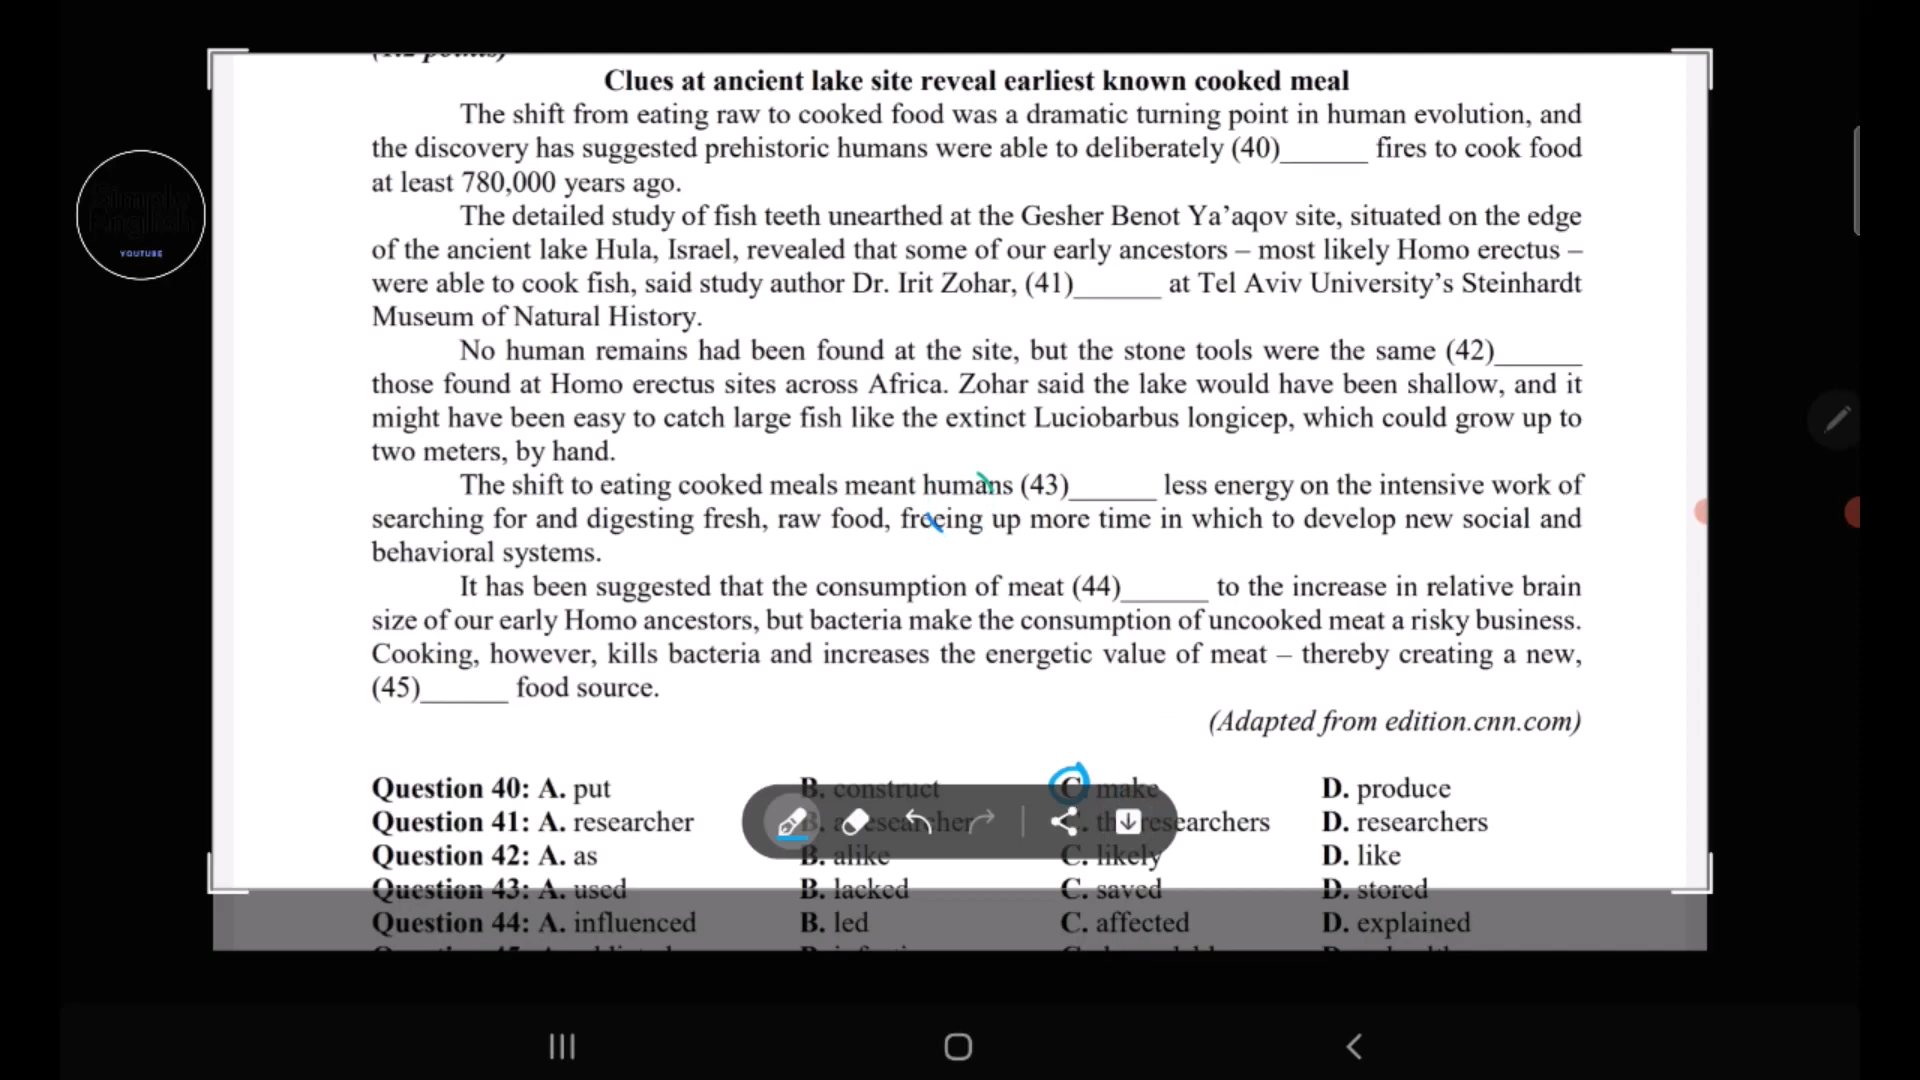 (1.2 points)
Clues at ancient lake site reveal earliest known cooked meal
The shift from eating raw to cooked food was a dramatic turning point in human evolution, and
the discovery has suggested prehistoric humans were able to deliberately (40)______ fires to cook food
at least 780,000 years ago.
The detailed study of fish teeth unearthed at the Gesher Benot Ya’aqov site, situated on the edge
of the ancient lake Hula, Israel, revealed that some of our early ancestors – most likely Homo erectus –
were able to cook fish, said study author Dr. Irit Zohar, (41)______ at Tel Aviv University’s Steinhardt
Museum of Natural History.
No human remains had been found at the site, but the stone tools were the same (42)______
those found at Homo erectus sites across Africa. Zohar said the lake would have been shallow, and it
might have been easy to catch large fish like the extinct Luciobarbus longicep, which could grow up to
two meters, by hand.
The shift to eating cooked meals meant humans (43)______ less energy on the intensive work of
searching for and digesting fresh, raw food, freeing up more time in which to develop new social and
behavioral systems.
It has been suggested that the consumption of meat (44)______ to the increase in relative brain
size of our early Homo ancestors, but bacteria make the consumption of uncooked meat a risky business.
Cooking, however, kills bacteria and increases the energetic value of meat – thereby creating a new,
(45)______ food source.
(Adapted from edition.cnn.com)
Question 40: A. put B. construct C. make D. produce
Question 41: A. researcher B. a researcher C. the researchers D. researchers
Question 42: A. as B. alike C. likely D. like
Question 43: A. used B. lacked C. saved D. stored
Question 44: A. influenced B. led C. affected D. explained
Simply
English
YOUTUBE